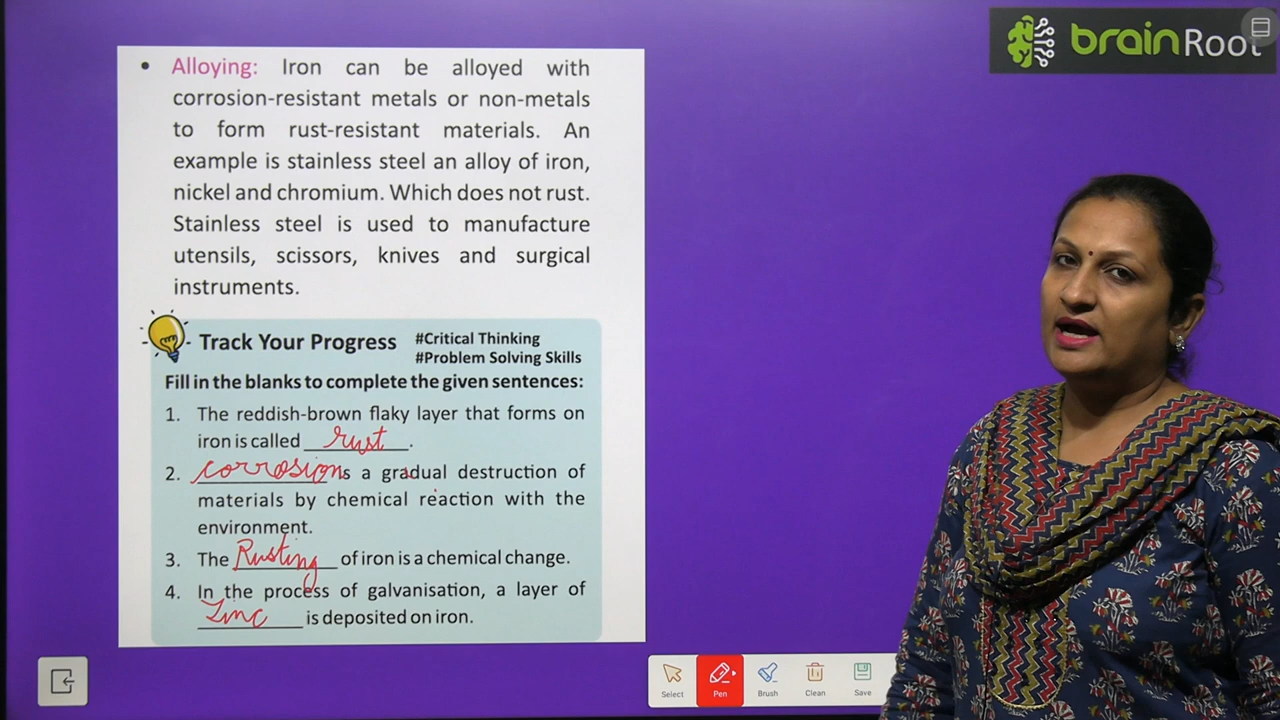 brainRoot
• Alloying: Iron can be alloyed with
corrosion-resistant metals or non-metals
to form rust-resistant materials. An
example is stainless steel an alloy of iron,
nickel and chromium. Which does not rust.
Stainless steel is used to manufacture
utensils, scissors, knives and surgical
instruments.
Track Your Progress #Critical Thinking
#Problem Solving Skills
Fill in the blanks to complete the given sentences:
1. The reddish-brown flaky layer that forms on
iron is called rust.
2. corrosion is a gradual destruction of
materials by chemical reaction with the
environment.
3. The Rusting of iron is a chemical change.
4. In the process of galvanisation, a layer of
Zinc is deposited on iron.
Select Pen Brush Clean Save